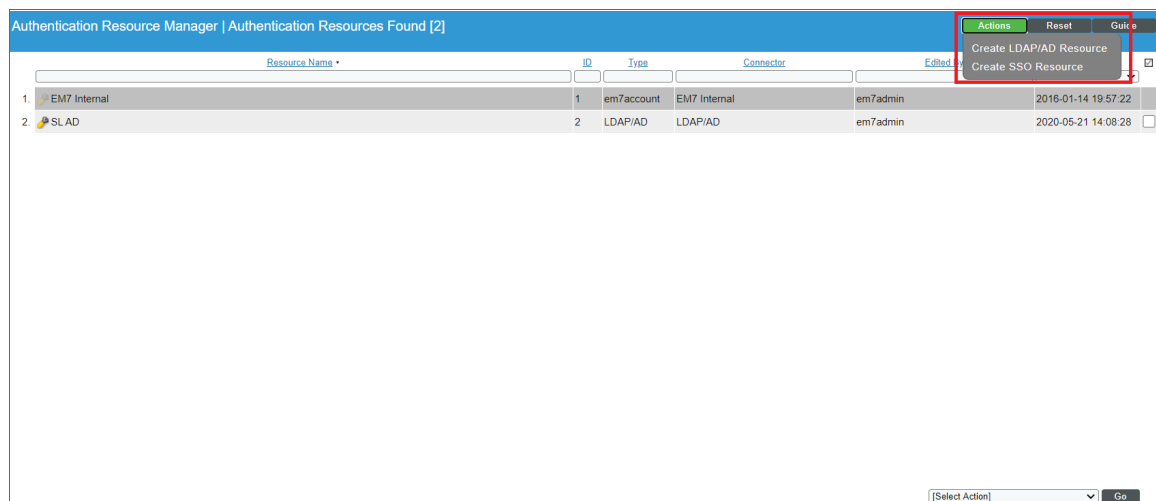 Authentication Resource Manager | Authentication Resources Found [2]
Actions Reset Guide
Create LDAP/AD Resource
Create SSO Resource
Resource Name • ID Type Connector Edited By
1. EM7 Internal 1 em7account EM7 Internal em7admin 2016-01-14 19:57:22
2. SL AD 2 LDAP/AD LDAP/AD em7admin 2020-05-21 14:08:28
[Select Action] Go